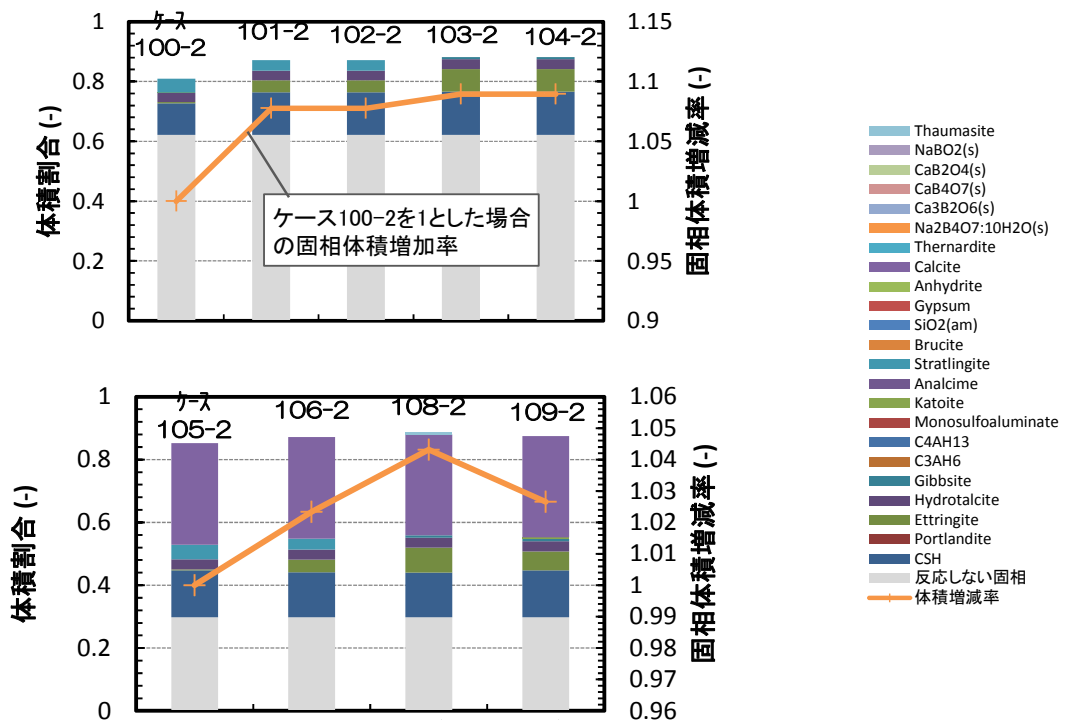 ケース
100-2
101-2
102-2
103-2
104-2
1
0.8
0.6
0.4
0.2
0
体積割合 (-)
1.15
1.1
1.05
1
0.95
0.9
固相体積増減率 (-)
ケース100-2を1とした場合
の固相体積増加率
ケース
105-2
106-2
108-2
109-2
1
0.8
0.6
0.4
0.2
0
体積割合 (-)
1.06
1.05
1.04
1.03
1.02
1.01
1
0.99
0.98
0.97
0.96
固相体積増減率 (-)
Thaumasite
NaBO2(s)
CaB2O4(s)
CaB4O7(s)
Ca3B2O6(s)
Na2B4O7:10H2O(s)
Thernardite
Calcite
Anhydrite
Gypsum
SiO2(am)
Brucite
Stratlingite
Analcime
Katoite
Monosulfoaluminate
C4AH13
C3AH6
Gibbsite
Hydrotalcite
Ettringite
Portlandite
CSH
反応しない固相
体積増減率